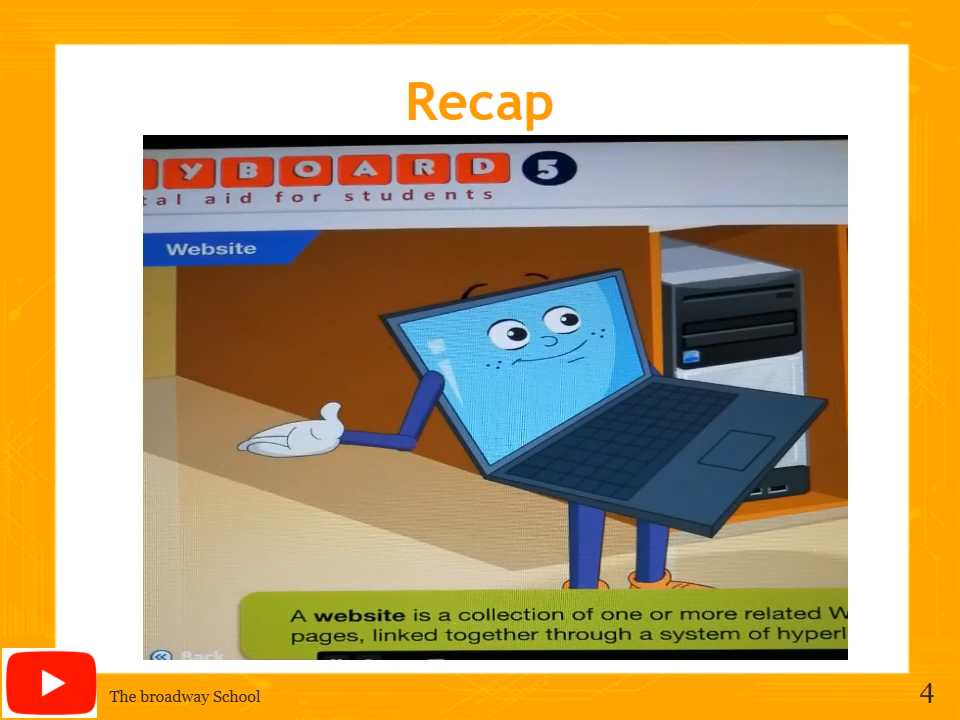 Recap
YBOARD 5
tal aid for students
Website
A website is a collection of one or more related W
pages, linked together through a system of hyperl
Back
The broadway School
4